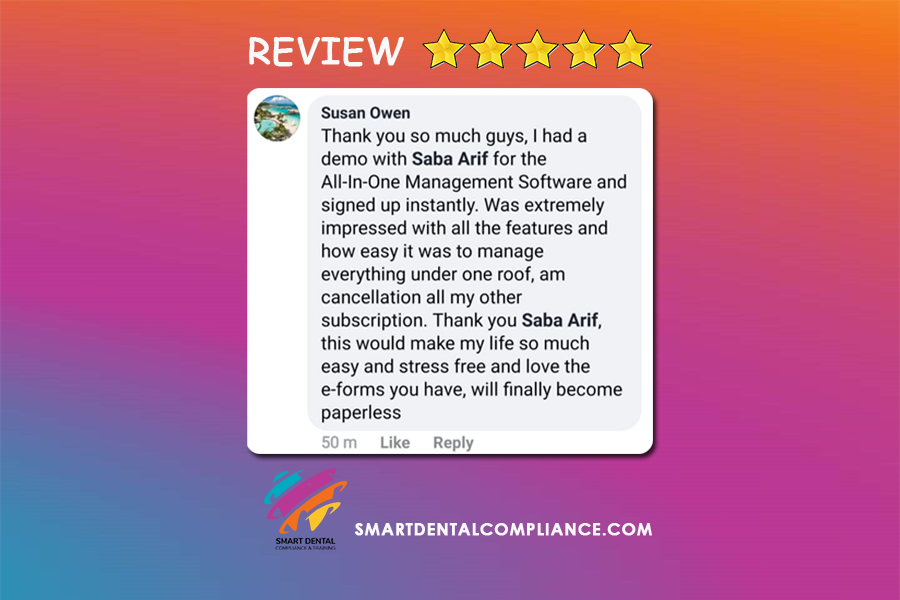 REVIEW
Susan Owen
Thank you so much guys, I had a
demo with Saba Arif for the
All-In-One Management Software and
signed up instantly. Was extremely
impressed with all the features and
how easy it was to manage
everything under one roof, am
cancellation all my other
subscription. Thank you Saba Arif,
this would make my life so much
easy and stress free and love the
e-forms you have, will finally become
paperless
50 m Like Reply
SMART DENTAL
COMPLIANCE & TRAINING
SMARTDENTALCOMPLIANCE.COM